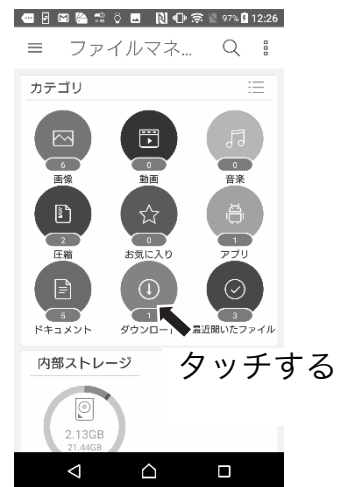 97% 12:26
ファイルマネ...
カテゴリ
6 0 0
画像 動画 音楽
2 0 1
圧縮 お気に入り アプリ
5 1 3
ドキュメント ダウンロー 最近開いたファイル
内部ストレージ
タッチする
2.13GB
21.44GB